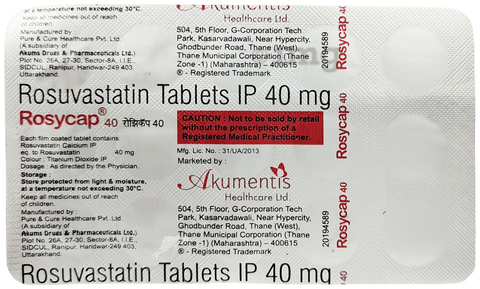 at a temperature not exceeding 30°C.
Keep all medicines out of reach
of children.
Manufactured by :
Pure & Cure Healthcare Pvt. Ltd.
(A subsidiary of
Akums Drugs & Pharmaceuticals Ltd.)
Plot No. 26A, 27-30, Sector-8A, I.I.E.,
SIDCUL, Ranipur, Haridwar-249 403,
Uttarakhand.
Akumentis
Healthcare Ltd.
504, 5th Floor, G-Corporation Tech
Park, Kasarvadawali, Near Hypercity,
Ghodbunder Road, Thane (West),
Thane Municipal Corporation (Thane
Zone -1) (Maharashtra) – 400615
® - Registered Trademark
20194589
Rosycap 40
Rosuvastatin Tablets IP 40 mg
Rosycap® 40 रोझिकॅप 40
Each film coated tablet contains:
Rosuvastatin Calcium IP
eq. to Rosuvastatin 40 mg
Colour : Titanium Dioxide IP
Dosage : As directed by the Physician.
Storage :
Store protected from light & moisture,
at a temperature not exceeding 30°C.
Keep all medicines out of reach
of children.
Manufactured by :
Pure & Cure Healthcare Pvt. Ltd.
(A subsidiary of
Akums Drugs & Pharmaceuticals Ltd.)
Plot No. 26A, 27-30, Sector-8A, I.I.E.,
SIDCUL, Ranipur, Haridwar-249 403,
Uttarakhand.
CAUTION : Not to be sold by retail
without the prescription of a
Registered Medical Practitioner.
Mfg. Lic. No. : 31/UA/2013
Marketed by :
Akumentis
Healthcare Ltd.
504, 5th Floor, G-Corporation Tech
Park, Kasarvadawali, Near Hypercity,
Ghodbunder Road, Thane (West),
Thane Municipal Corporation (Thane
Zone -1) (Maharashtra) – 400615
® - Registered Trademark
20194589
Rosycap 40
Rosuvastatin Tablets IP 40 mg
40